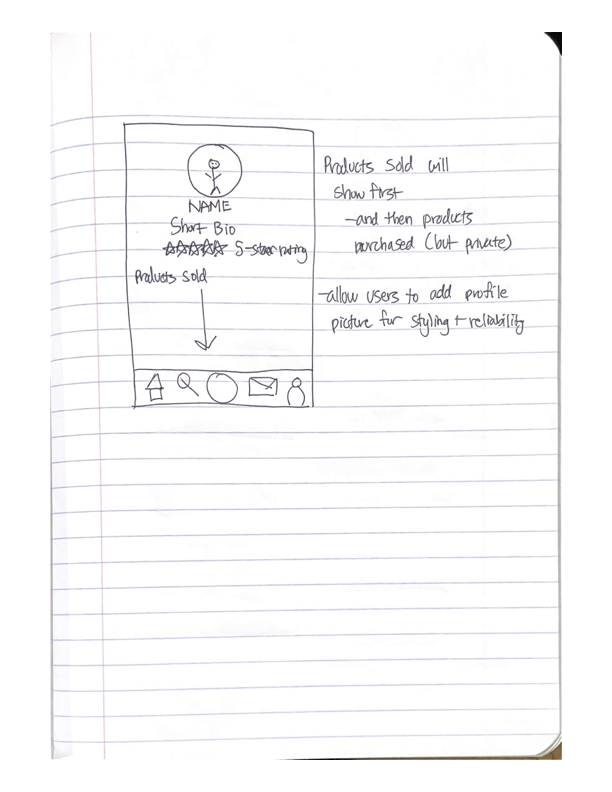 NAME
Short Bio
5-star rating
Products Sold
Products sold will
show first
-and then products
purchased (but private)
-allow users to add profile
picture for styling + reliability